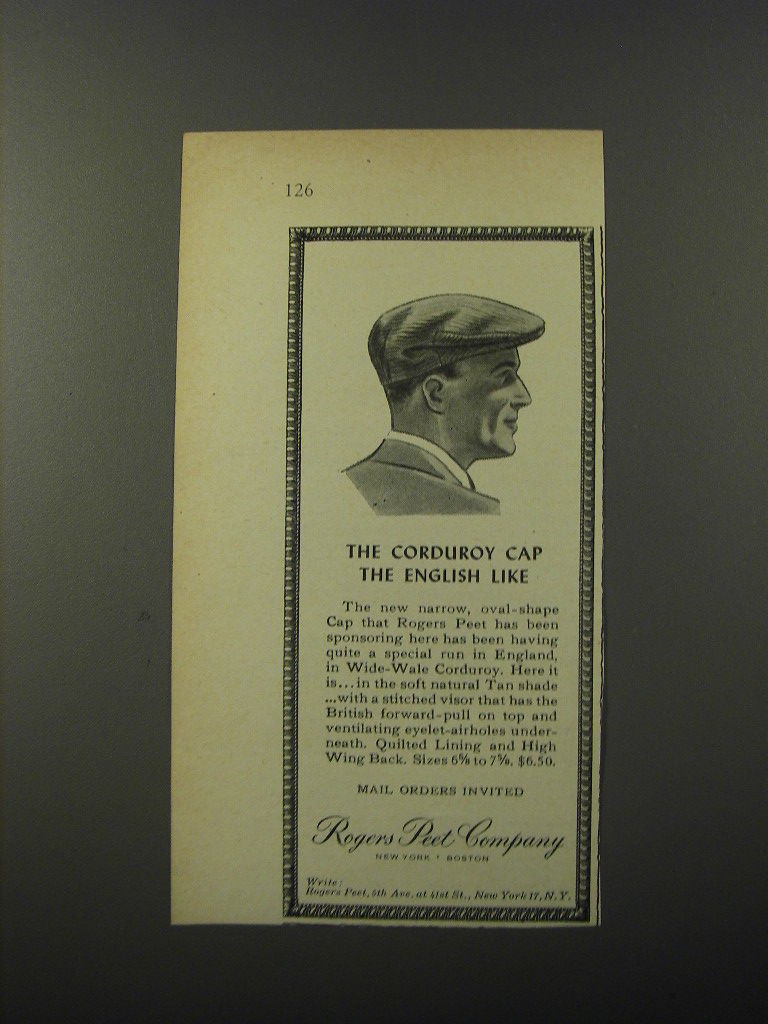 126
THE CORDUROY CAP
THE ENGLISH LIKE
The new narrow, oval-shape
Cap that Rogers Peet has been
sponsoring here has been having
quite a special run in England,
in Wide-Wale Corduroy. Here it
is...in the soft natural Tan shade
...with a stitched visor that has the
British forward-pull on top and
ventilating eyelet-airholes under-
neath. Quilted Lining and High
Wing Back. Sizes 6⅝ to 7⅝. $6.50.
MAIL ORDERS INVITED
Rogers Peet Company
NEW YORK • BOSTON
Write:
Rogers Peet, 5th Ave. at 41st St., New York 17, N.Y.